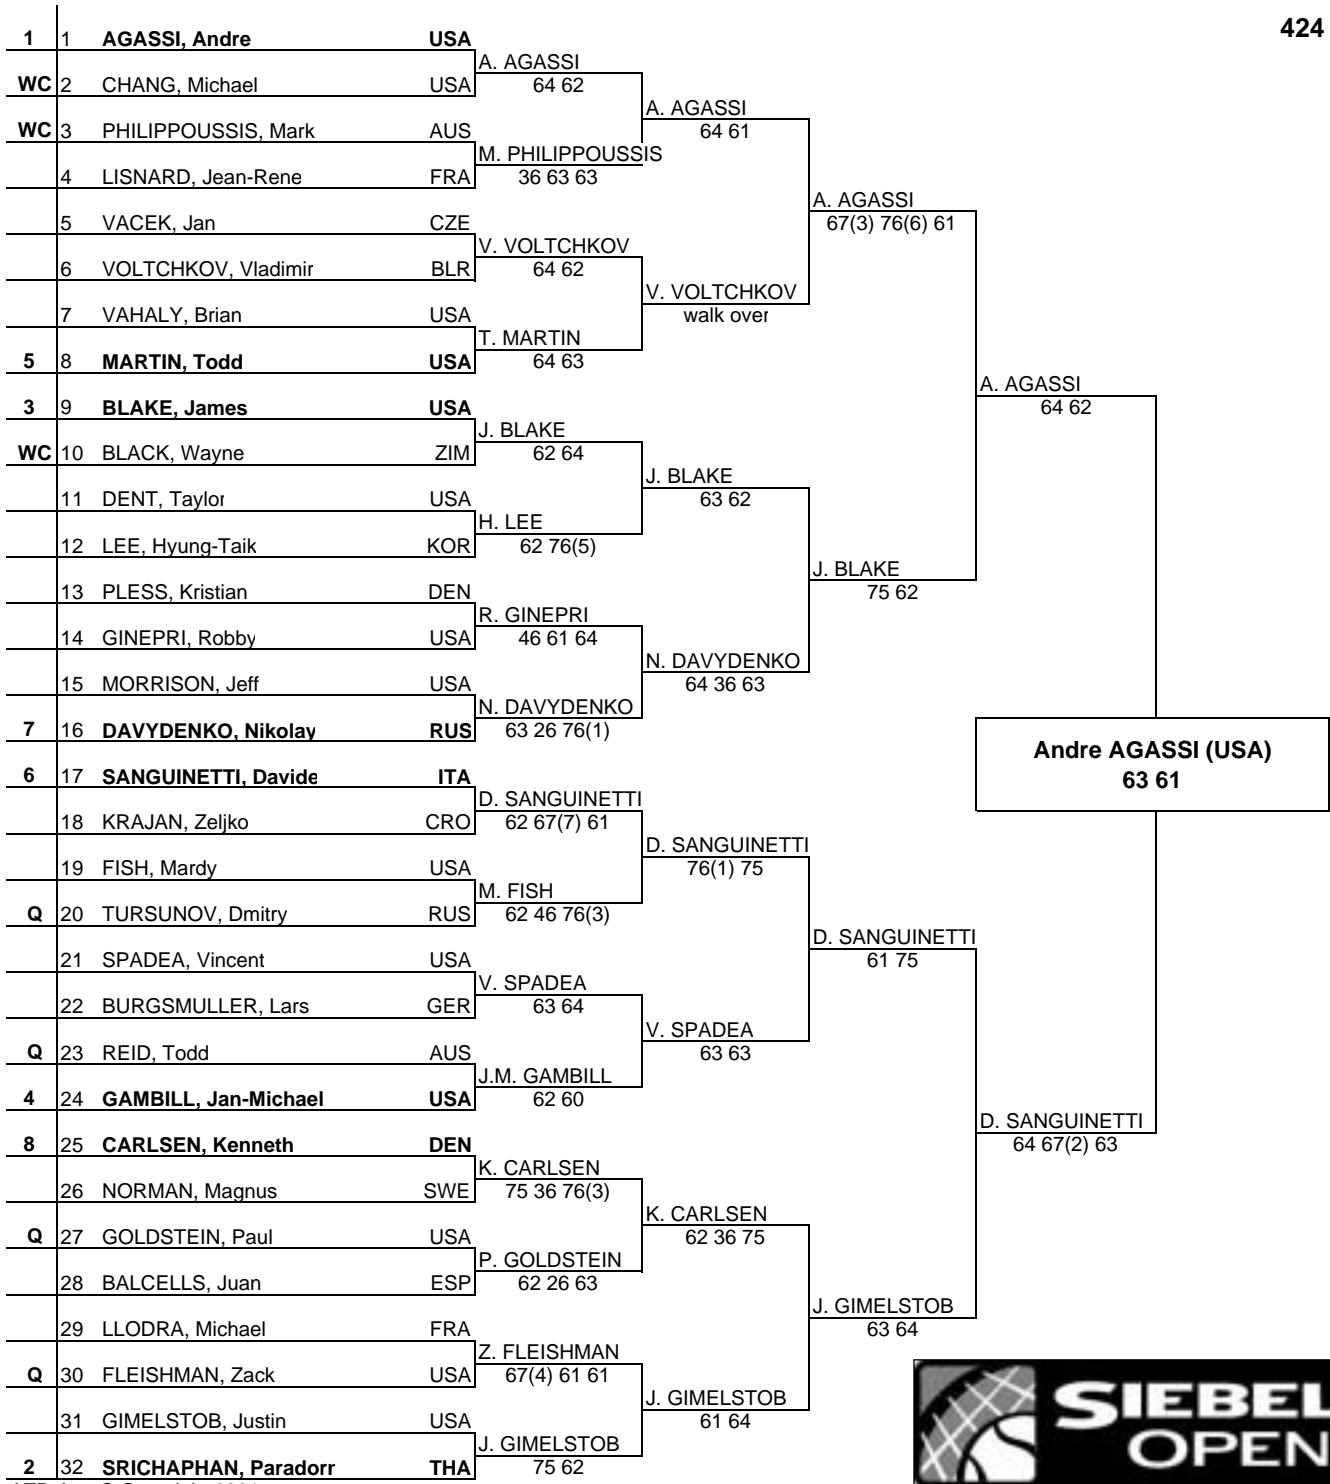 424
1 1 AGASSI, Andre USA
WC 2 CHANG, Michael USA
WC 3 PHILIPPOUSSIS, Mark AUS
4 LISNARD, Jean-Rene FRA
5 VACEK, Jan CZE
6 VOLTCHKOV, Vladimir BLR
7 VAHALY, Brian USA
5 8 MARTIN, Todd USA
3 9 BLAKE, James USA
WC 10 BLACK, Wayne ZIM
11 DENT, Taylor USA
12 LEE, Hyung-Taik KOR
13 PLESS, Kristian DEN
14 GINEPRI, Robby USA
15 MORRISON, Jeff USA
7 16 DAVYDENKO, Nikolay RUS
6 17 SANGUINETTI, Davide ITA
18 KRAJAN, Zeljko CRO
19 FISH, Mardy USA
Q 20 TURSUNOV, Dmitry RUS
21 SPADEA, Vincent USA
22 BURGSMULLER, Lars GER
Q 23 REID, Todd AUS
4 24 GAMBILL, Jan-Michael USA
8 25 CARLSEN, Kenneth DEN
26 NORMAN, Magnus SWE
Q 27 GOLDSTEIN, Paul USA
28 BALCELLS, Juan ESP
29 LLODRA, Michael FRA
Q 30 FLEISHMAN, Zack USA
31 GIMELSTOB, Justin USA
2 32 SRICHAPHAN, Paradorr THA
A. AGASSI
64 62
M. PHILIPPOUSSIS
36 63 63
V. VOLTCHKOV
64 62
T. MARTIN
64 63
J. BLAKE
62 64
H. LEE
62 76(5)
R. GINEPRI
46 61 64
N. DAVYDENKO
63 26 76(1)
D. SANGUINETTI
62 67(7) 61
M. FISH
62 46 76(3)
V. SPADEA
63 64
J.M. GAMBILL
62 60
K. CARLSEN
75 36 76(3)
P. GOLDSTEIN
62 26 63
Z. FLEISHMAN
67(4) 61 61
J. GIMELSTOB
75 62
A. AGASSI
64 61
V. VOLTCHKOV
walk over
J. BLAKE
63 62
N. DAVYDENKO
64 36 63
D. SANGUINETTI
76(1) 75
V. SPADEA
63 63
K. CARLSEN
62 36 75
J. GIMELSTOB
61 64
A. AGASSI
67(3) 76(6) 61
J. BLAKE
75 62
D. SANGUINETTI
61 75
J. GIMELSTOB
63 64
A. AGASSI
64 62
D. SANGUINETTI
64 67(2) 63
Andre AGASSI (USA)
63 61
SIEBEL
OPEN